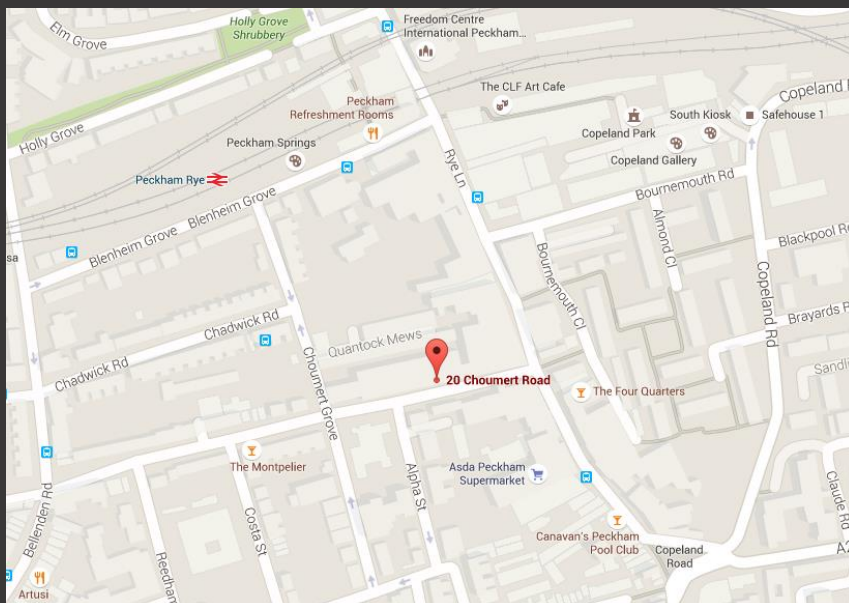 Elm Grove
Holly Grove
Shrubbery
Freedom Centre
International Peckham...
The CLF Art Cafe
South Kiosk
Safehouse 1
Copeland
Copeland Park
Copeland Gallery
Peckham
Refreshment Rooms
Peckham Springs
Holly Grove
Peckham Rye
Rye Ln
Bournemouth Rd
Blenheim Grove
Blenheim Grove
Almond Cl
Blackpool R
Bournemouth Cl
Copeland Rd
sa
Chadwick Rd
Chadwick Rd
Quantock Mews
Brayards R
Choumert Grove
20 Choumert Road
The Four Quarters
Sandli
The Montpelier
Asda Peckham
Supermarket
Alpha St
Bellenden Rd
Costa St
Reedham
Claude Rd
Canavan's Peckham
Pool Club
Copeland
Road
A2
Artusi